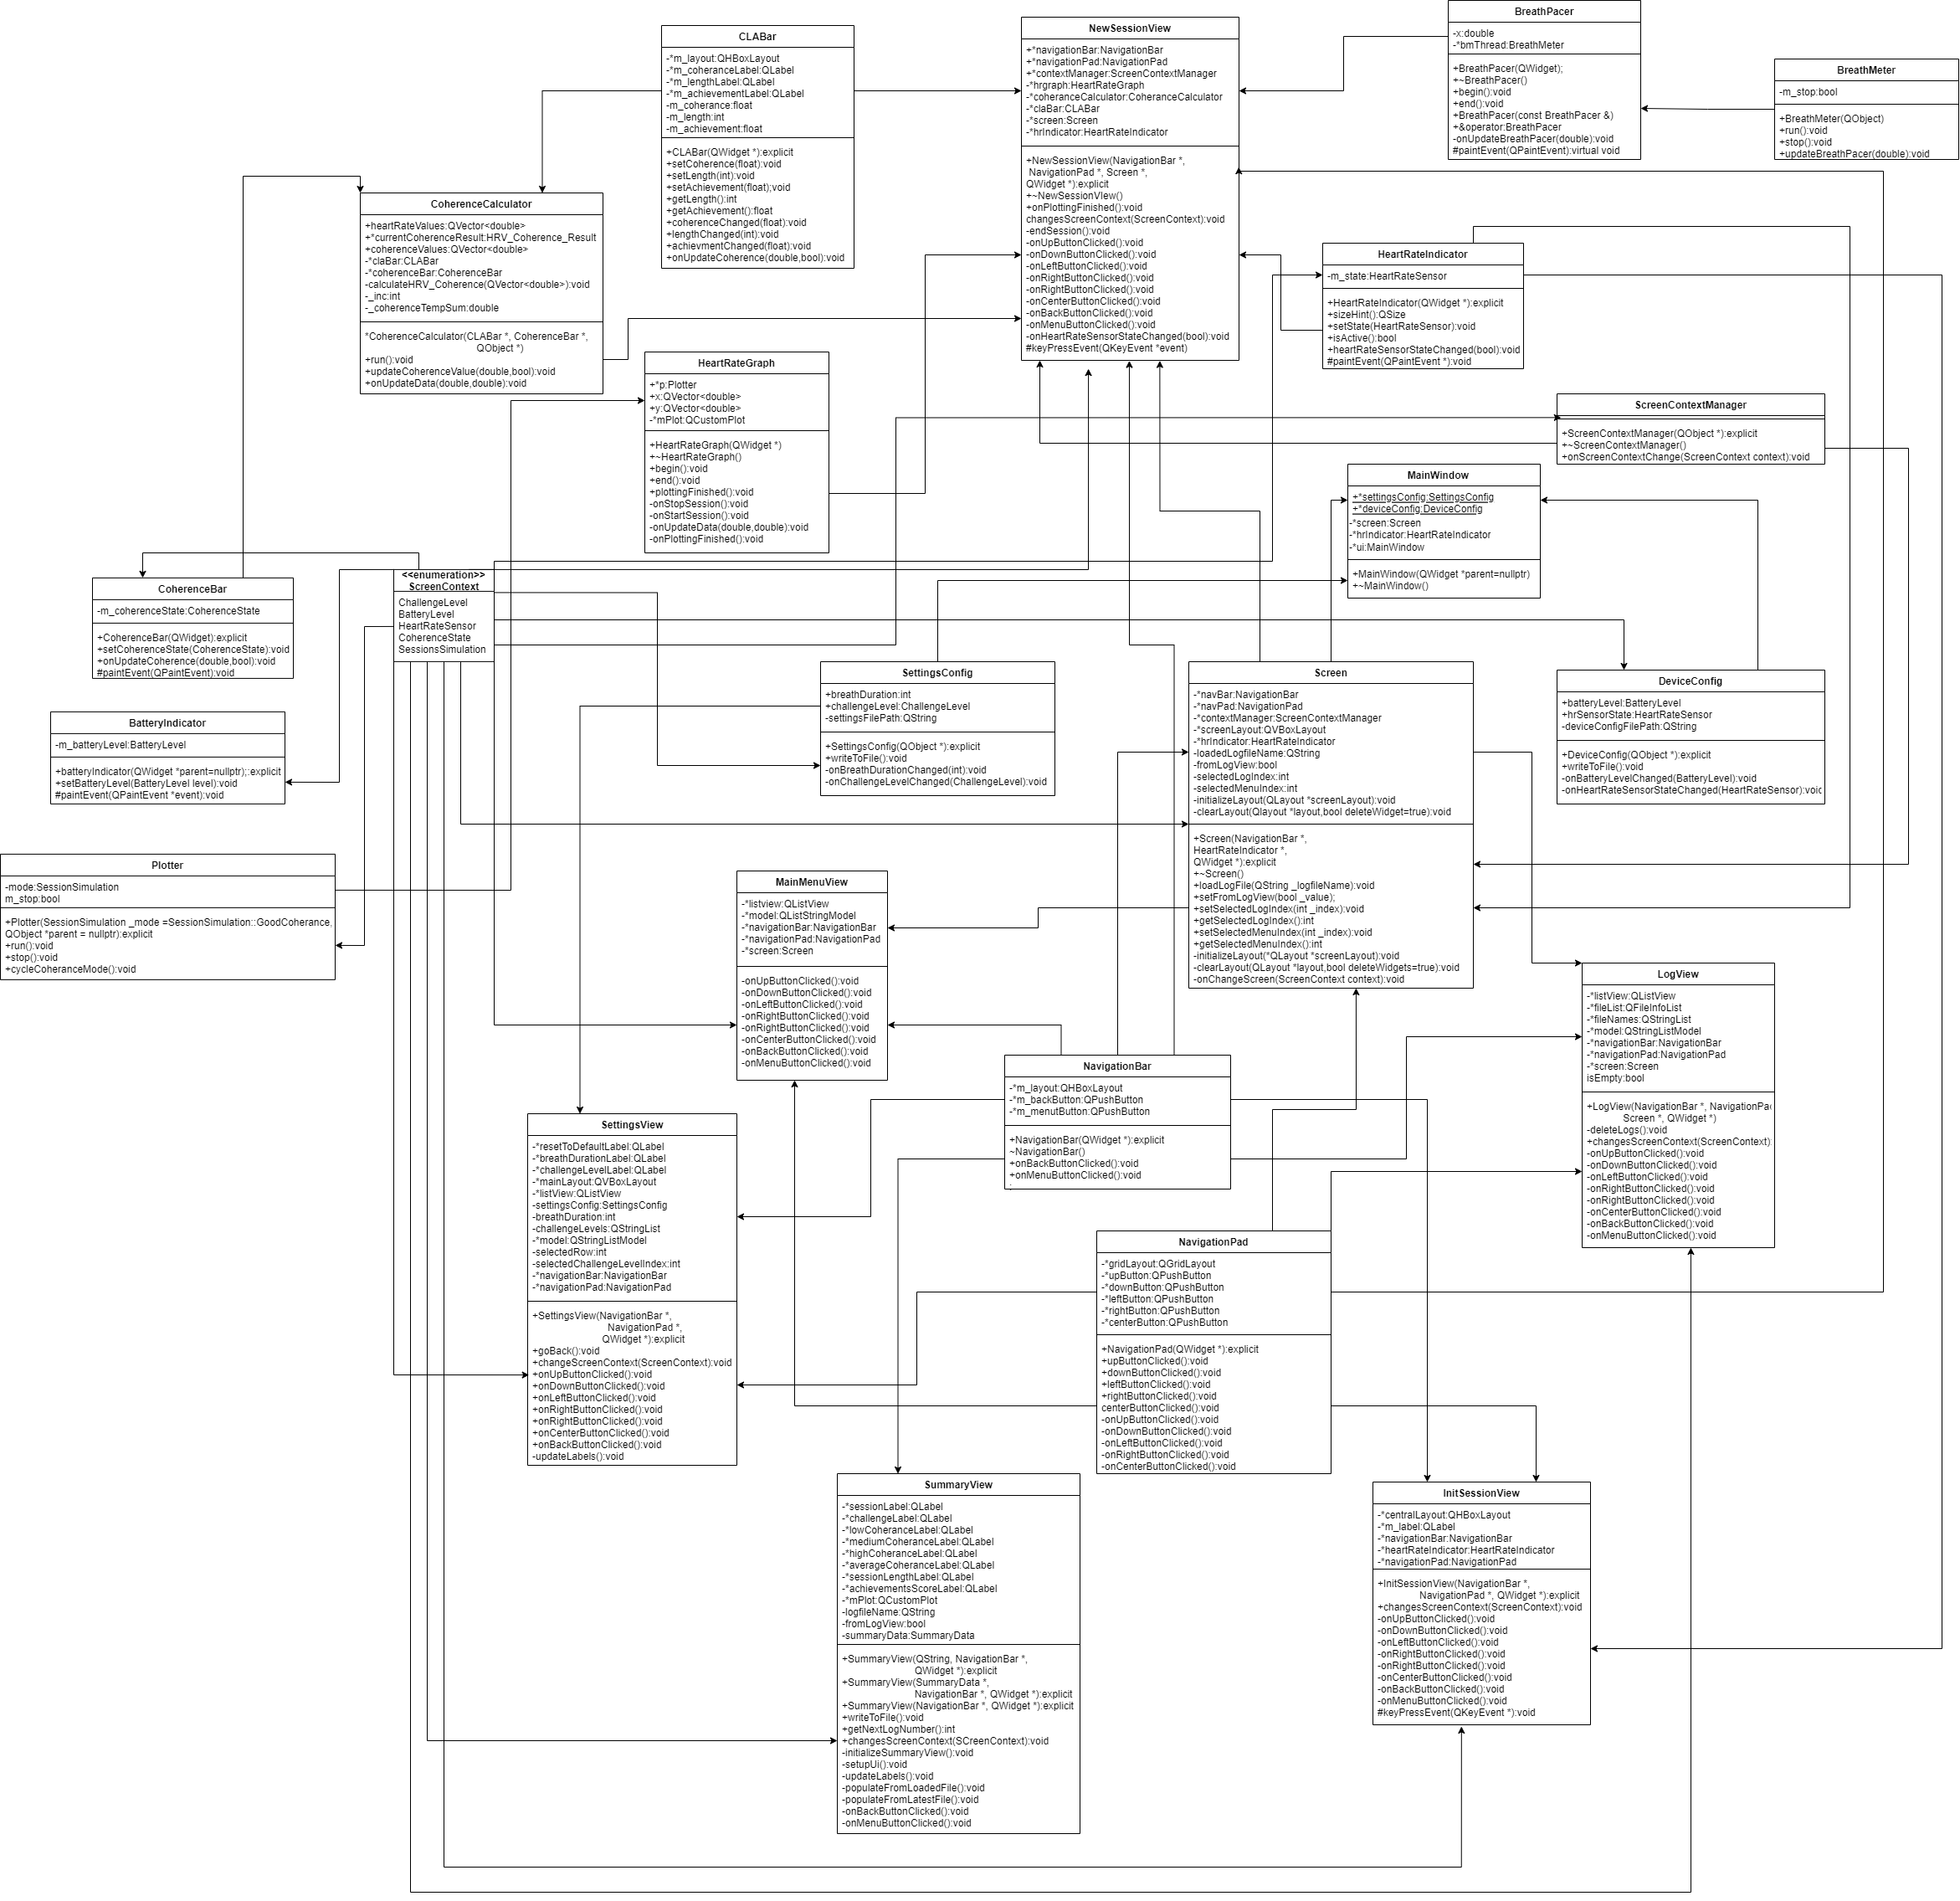 CLABar
-*m_layout:QHBoxLayout
-*m_coheranceLabel:QLabel
-*m_lengthLabel:QLabel
-*m_achievementLabel:QLabel
-m_coherance:float
-m_length:int
-m_achievement:float
+CLABar(QWidget *):explicit
+setCoherence(float):void
+setLength(int):void
+setAchievement(float);void
+getLength():int
+getAchievement():float
+coherenceChanged(float):void
+lengthChanged(int):void
+achievmentChanged(float):void
+onUpdateCoherence(double,bool):void
NewSessionView
+*navigationBar:NavigationBar
+*navigationPad:NavigationPad
+*contextManager:ScreenContextManager
-*hrgraph:HeartRateGraph
-*coheranceCalculator:CoheranceCalculator
-*claBar:CLABar
-*screen:Screen
-*hrIndicator:HeartRateIndicator
+NewSessionView(NavigationBar *,
NavigationPad *, Screen *,
QWidget *):explicit
+~NewSessionVIew()
+onPlottingFinished():void
changesScreenContext(ScreenContext):void
-endSession():void
-onUpButtonClicked():void
-onDownButtonClicked():void
-onLeftButtonClicked():void
-onRightButtonClicked():void
-onRightButtonClicked():void
-onCenterButtonClicked():void
-onBackButtonClicked():void
-onMenuButtonClicked():void
-onHeartRateSensorStateChanged(bool):void
#keyPressEvent(QKeyEvent *event)
BreathPacer
-x:double
-*bmThread:BreathMeter
+BreathPacer(QWidget);
+~BreathPacer()
+begin():void
+end():void
+BreathPacer(const BreathPacer &)
+&operator:BreathPacer
-onUpdateBreathPacer(double):void
#paintEvent(QPaintEvent):virtual void
BreathMeter
-m_stop:bool
+BreathMeter(QObject)
+run():void
+stop():void
+updateBreathPacer(double):void
CoherenceCalculator
+heartRateValues:QVector<double>
+*currentCoherenceResult:HRV_Coherence_Result
+coherenceValues:QVector<double>
-*claBar:CLABar
-*coherenceBar:CoherenceBar
-calculateHRV_Coherence(QVector<double>):void
-_inc:int
-_coherenceTempSum:double
*CoherenceCalculator(CLABar *, CoherenceBar *,
QObject *)
+run():void
+updateCoherenceValue(double,bool):void
+onUpdateData(double,double):void
HeartRateIndicator
-m_state:HeartRateSensor
+HeartRateIndicator(QWidget *):explicit
+sizeHint():QSize
+setState(HeartRateSensor):void
+isActive():bool
+heartRateSensorStateChanged(bool):void
#paintEvent(QPaintEvent *):void
HeartRateGraph
+*p:Plotter
+x:QVector<double>
+y:QVector<double>
-*mPlot:QCustomPlot
+HeartRateGraph(QWidget *)
+~HeartRateGraph()
+begin():void
+end():void
+plottingFinished():void
-onStopSession():void
-onStartSession():void
-onUpdateData(double,double):void
-onPlottingFinished():void
ScreenContextManager
+ScreenContextManager(QObject *):explicit
+~ScreenContextManager()
+onScreenContextChange(ScreenContext context):void
MainWindow
+*settingsConfig:SettingsConfig
+*deviceConfig:DeviceConfig
-*screen:Screen
-*hrIndicator:HeartRateIndicator
-*ui:MainWindow
+MainWindow(QWidget *parent=nullptr)
+~MainWindow()
CoherenceBar
-m_coherenceState:CoherenceState
+CoherenceBar(QWidget):explicit
+setCoherenceState(CoherenceState):void
+onUpdateCoherence(double,bool):void
#paintEvent(QPaintEvent):void
<<enumeration>>
ScreenContext
ChallengeLevel
BatteryLevel
HeartRateSensor
CoherenceState
SessionsSimulation
SettingsConfig
+breathDuration:int
+challengeLevel:ChallengeLevel
-settingsFilePath:QString
+SettingsConfig(QObject *):explicit
+writeToFile():void
-onBreathDurationChanged(int):void
-onChallengeLevelChanged(ChallengeLevel):void
Screen
-*navBar:NavigationBar
-*navPad:NavigationPad
-*contextManager:ScreenContextManager
-*screenLayout:QVBoxLayout
-*hrIndicator:HeartRateIndicator
-loadedLogfileName:QString
-fromLogView:bool
-selectedLogIndex:int
-selectedMenuIndex:int
-initializeLayout(QLayout *screenLayout):void
-clearLayout(Qlayout *layout,bool deleteWidget=true):void
+Screen(NavigationBar *,
HeartRateIndicator *,
QWidget *):explicit
+~Screen()
+loadLogFile(QString _logfileName):void
+setFromLogView(bool _value);
+setSelectedLogIndex(int _index):void
+getSelectedLogIndex():int
+setSelectedMenuIndex(int _index):void
+getSelectedMenuIndex():int
-initializeLayout(*QLayout *screenLayout):void
-clearLayout(QLayout *layout,bool deleteWidgets=true):void
-onChangeScreen(ScreenContext context):void
DeviceConfig
+batteryLevel:BatteryLevel
+hrSensorState:HeartRateSensor
-deviceConfigFilePath:QString
+DeviceConfig(QObject *):explicit
+writeToFile():void
-onBatteryLevelChanged(BatteryLevel):void
-onHeartRateSensorStateChanged(HeartRateSensor):void
BatteryIndicator
-m_batteryLevel:BatteryLevel
+batteryIndicator(QWidget *parent=nullptr);:explicit
+setBatteryLevel(BatteryLevel level):void
#paintEvent(QPaintEvent *event):void
Plotter
-mode:SessionSimulation
m_stop:bool
+Plotter(SessionSimulation _mode =SessionSimulation::GoodCoherance,
QObject *parent = nullptr):explicit
+run():void
+stop():void
+cycleCoheranceMode():void
MainMenuView
-*listview:QListView
-*model:QListStringModel
-*navigationBar:NavigationBar
-*navigationPad:NavigationPad
-*screen:Screen
-onUpButtonClicked():void
-onDownButtonClicked():void
-onLeftButtonClicked():void
-onRightButtonClicked():void
-onRightButtonClicked():void
-onCenterButtonClicked():void
-onBackButtonClicked():void
-onMenuButtonClicked():void
LogView
-*listView:QListView
-*fileList:QFileInfoList
-*fileNames:QStringList
-*model:QStringListModel
-*navigationBar:NavigationBar
-*navigationPad:NavigationPad
-*screen:Screen
isEmpty:bool
+LogView(NavigationBar *, NavigationPa
Screen *, QWidget *)
-deleteLogs():void
+changesScreenContext(ScreenContext):
-onUpButtonClicked():void
-onDownButtonClicked():void
-onLeftButtonClicked():void
-onRightButtonClicked():void
-onRightButtonClicked():void
-onCenterButtonClicked():void
-onBackButtonClicked():void
-onMenuButtonClicked():void
NavigationBar
-*m_layout:QHBoxLayout
-*m_backButton:QPushButton
-*m_menutButton:QPushButton
+NavigationBar(QWidget *):explicit
~NavigationBar()
+onBackButtonClicked():void
+onMenuButtonClicked():void
;
SettingsView
-*resetToDefaultLabel:QLabel
-*breathDurationLabel:QLabel
-*challengeLevelLabel:QLabel
-*mainLayout:QVBoxLayout
-*listView:QListView
-settingsConfig:SettingsConfig
-breathDuration:int
-challengeLevels:QStringList
-*model:QStringListModel
-selectedRow:int
-selectedChallengeLevelIndex:int
-*navigationBar:NavigationBar
-*navigationPad:NavigationPad
+SettingsView(NavigationBar *,
NavigationPad *,
QWidget *):explicit
+goBack():void
+changeScreenContext(ScreenContext):void
+onUpButtonClicked():void
+onDownButtonClicked():void
+onLeftButtonClicked():void
+onRightButtonClicked():void
+onRightButtonClicked():void
+onCenterButtonClicked():void
+onBackButtonClicked():void
-updateLabels():void
NavigationPad
-*gridLayout:QGridLayout
-*upButton:QPushButton
-*downButton:QPushButton
-*leftButton:QPushButton
-*rightButton:QPushButton
-*centerButton:QPushButton
+NavigationPad(QWidget *):explicit
+upButtonClicked():void
+downButtonClicked():void
+leftButtonClicked():void
+rightButtonClicked():void
centerButtonClicked():void
-onUpButtonClicked():void
-onDownButtonClicked():void
-onLeftButtonClicked():void
-onRightButtonClicked():void
-onCenterButtonClicked():void
SummaryView
-*sessionLabel:QLabel
-*challengeLabel:QLabel
-*lowCoheranceLabel:QLabel
-*mediumCoheranceLabel:QLabel
-*highCoheranceLabel:QLabel
-*averageCoheranceLabel:QLabel
-*sessionLengthLabel:QLabel
-*achievementsScoreLabel:QLabel
-*mPlot:QCustomPlot
-logfileName:QString
-fromLogView:bool
-summaryData:SummaryData
+SummaryView(QString, NavigationBar *,
QWidget *):explicit
+SummaryView(SummaryData *,
NavigationBar *, QWidget *):explicit
+SummaryView(NavigationBar *, QWidget *):explicit
+writeToFile():void
+getNextLogNumber():int
+changesScreenContext(SCreenContext):void
-initializeSummaryView():void
-setupUi():void
-updateLabels():void
-populateFromLoadedFile():void
-populateFromLatestFile():void
-onBackButtonClicked():void
-onMenuButtonClicked():void
InitSessionView
-*centralLayout:QHBoxLayout
-*m_label:QLabel
-*navigationBar:NavigationBar
-*heartRateIndicator:HeartRateIndicator
-*navigationPad:NavigationPad
+InitSessionView(NavigationBar *,
NavigationPad *, QWidget *):explicit
+changesScreenContext(ScreenContext):void
-onUpButtonClicked():void
-onDownButtonClicked():void
-onLeftButtonClicked():void
-onRightButtonClicked():void
-onRightButtonClicked():void
-onCenterButtonClicked():void
-onBackButtonClicked():void
-onMenuButtonClicked():void
#keyPressEvent(QKeyEvent *):void